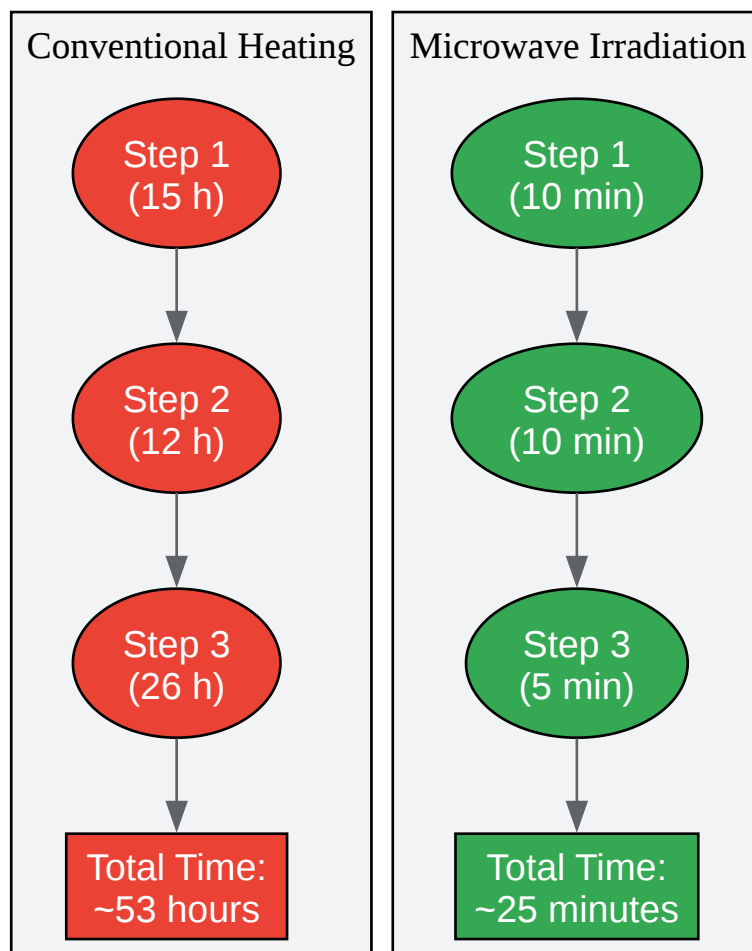 Conventional Heating
Step 1
(15 h)
Step 2
(12 h)
Step 3
(26 h)
Total Time:
~53 hours
Microwave Irradiation
Step 1
(10 min)
Step 2
(10 min)
Step 3
(5 min)
Total Time:
~25 minutes